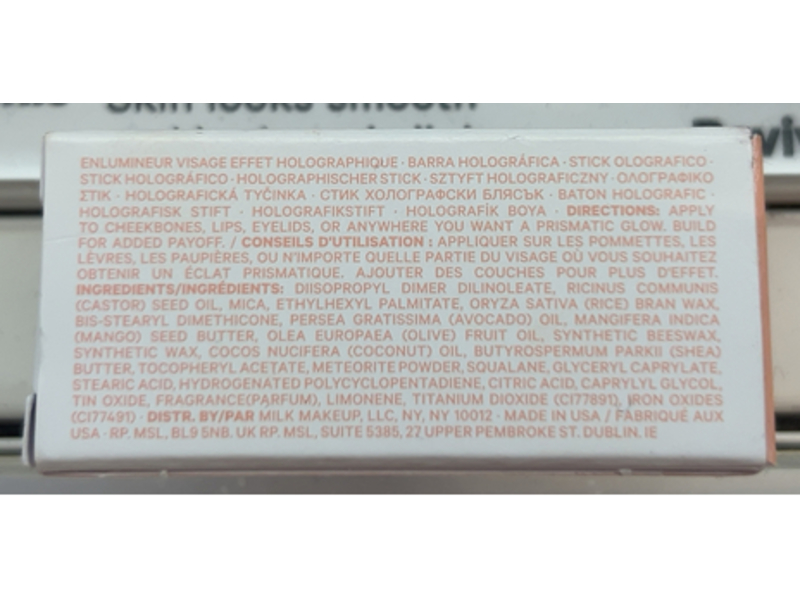 Skin looks smooth
Reviv
ENLUMINEUR VISAGE EFFET HOLOGRAPHIQUE · BARRA HOLOGRÁFICA · STICK OLOGRAFICO ·
STICK HOLOGRÁFICO · HOLOGRAPHISCHER STICK · SZTYFT HOLOGRAFICZNY · ΟΛΟΓΡΑΦΙΚΟ
ΣΤΙΚ · HOLOGRAFICKÁ TYČINKA · СТИК ХОЛОГРАФСКИ БЛЯСЪК · BATON HOLOGRAFIC ·
HOLOGRAFISK STIFT · HOLOGRAFIKSTIFT · HOLOGRAFİK BOYA · DIRECTIONS: APPLY
TO CHEEKBONES, LIPS, EYELIDS, OR ANYWHERE YOU WANT A PRISMATIC GLOW. BUILD
FOR ADDED PAYOFF. / CONSEILS D'UTILISATION : APPLIQUER SUR LES POMMETTES, LES
LÈVRES, LES PAUPIÈRES, OU N'IMPORTE QUELLE PARTIE DU VISAGE OÙ VOUS SOUHAITEZ
OBTENIR UN ÉCLAT PRISMATIQUE. AJOUTER DES COUCHES POUR PLUS D'EFFET.
INGREDIENTS/INGRÉDIENTS: DIISOPROPYL DIMER DILINOLEATE, RICINUS COMMUNIS
(CASTOR) SEED OIL, MICA, ETHYLHEXYL PALMITATE, ORYZA SATIVA (RICE) BRAN WAX,
BIS-STEARYL DIMETHICONE, PERSEA GRATISSIMA (AVOCADO) OIL, MANGIFERA INDICA
(MANGO) SEED BUTTER, OLEA EUROPAEA (OLIVE) FRUIT OIL, SYNTHETIC BEESWAX,
SYNTHETIC WAX, COCOS NUCIFERA (COCONUT) OIL, BUTYROSPERMUM PARKII (SHEA)
BUTTER, TOCOPHERYL ACETATE, METEORITE POWDER, SQUALANE, GLYCERYL CAPRYLATE,
STEARIC ACID, HYDROGENATED POLYCYCLOPENTADIENE, CITRIC ACID, CAPRYLYL GLYCOL,
TIN OXIDE, FRAGRANCE(PARFUM), LIMONENE, TITANIUM DIOXIDE (CI77891), IRON OXIDES
(CI77491) · DISTR. BY/PAR MILK MAKEUP, LLC, NY, NY 10012 · MADE IN USA / FABRIQUÉ AUX
USA · RP. MSL, BL9 5NB. UK RP. MSL, SUITE 5385, 27 UPPER PEMBROKE ST. DUBLIN. IE